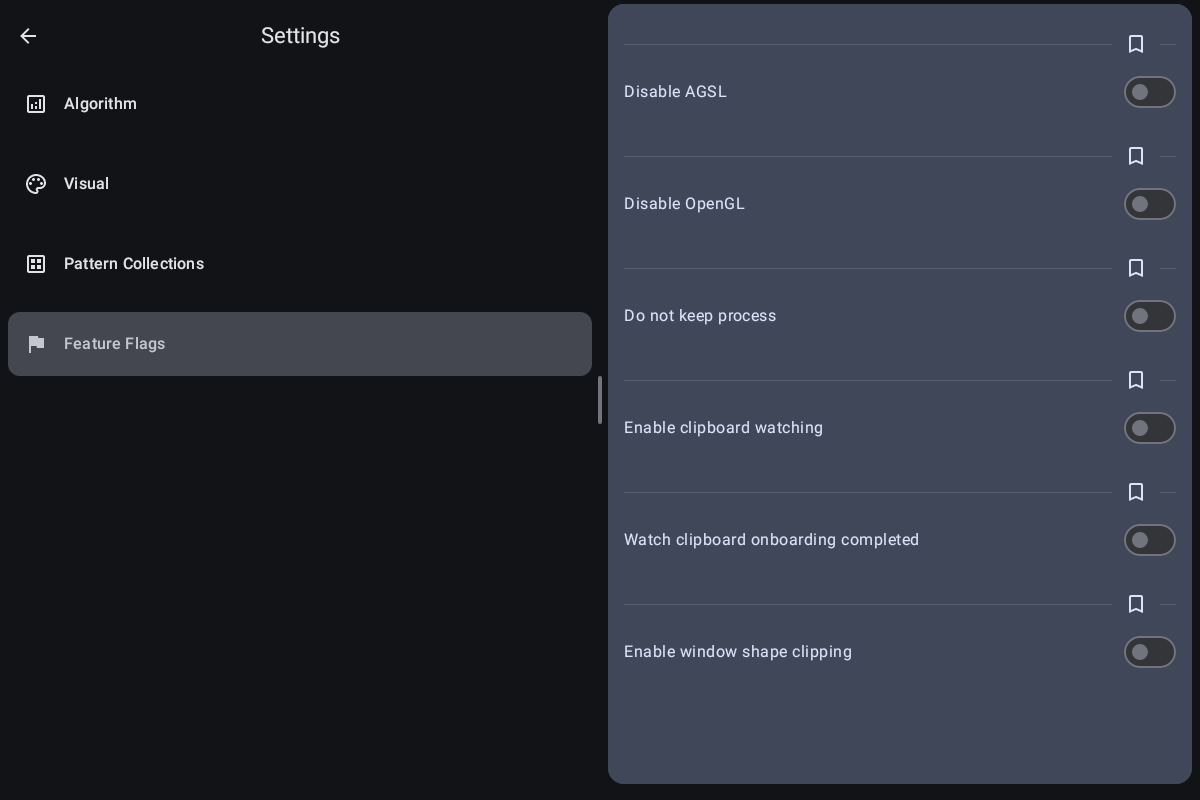 Settings
Algorithm
Visual
Pattern Collections
Feature Flags
Disable AGSL
Disable OpenGL
Do not keep process
Enable clipboard watching
Watch clipboard onboarding completed
Enable window shape clipping